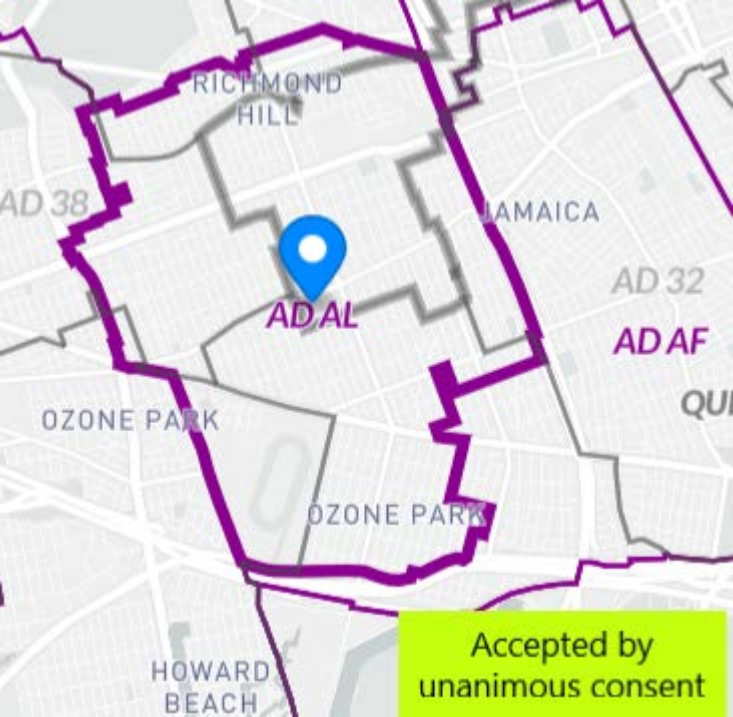 RICHMOND
HILL
AD 38
JAMAICA
AD 32
AD AL
AD AF
OZONE PARK
OZONE PARK
Accepted by
unanimous consent
HOWARD
BEACH